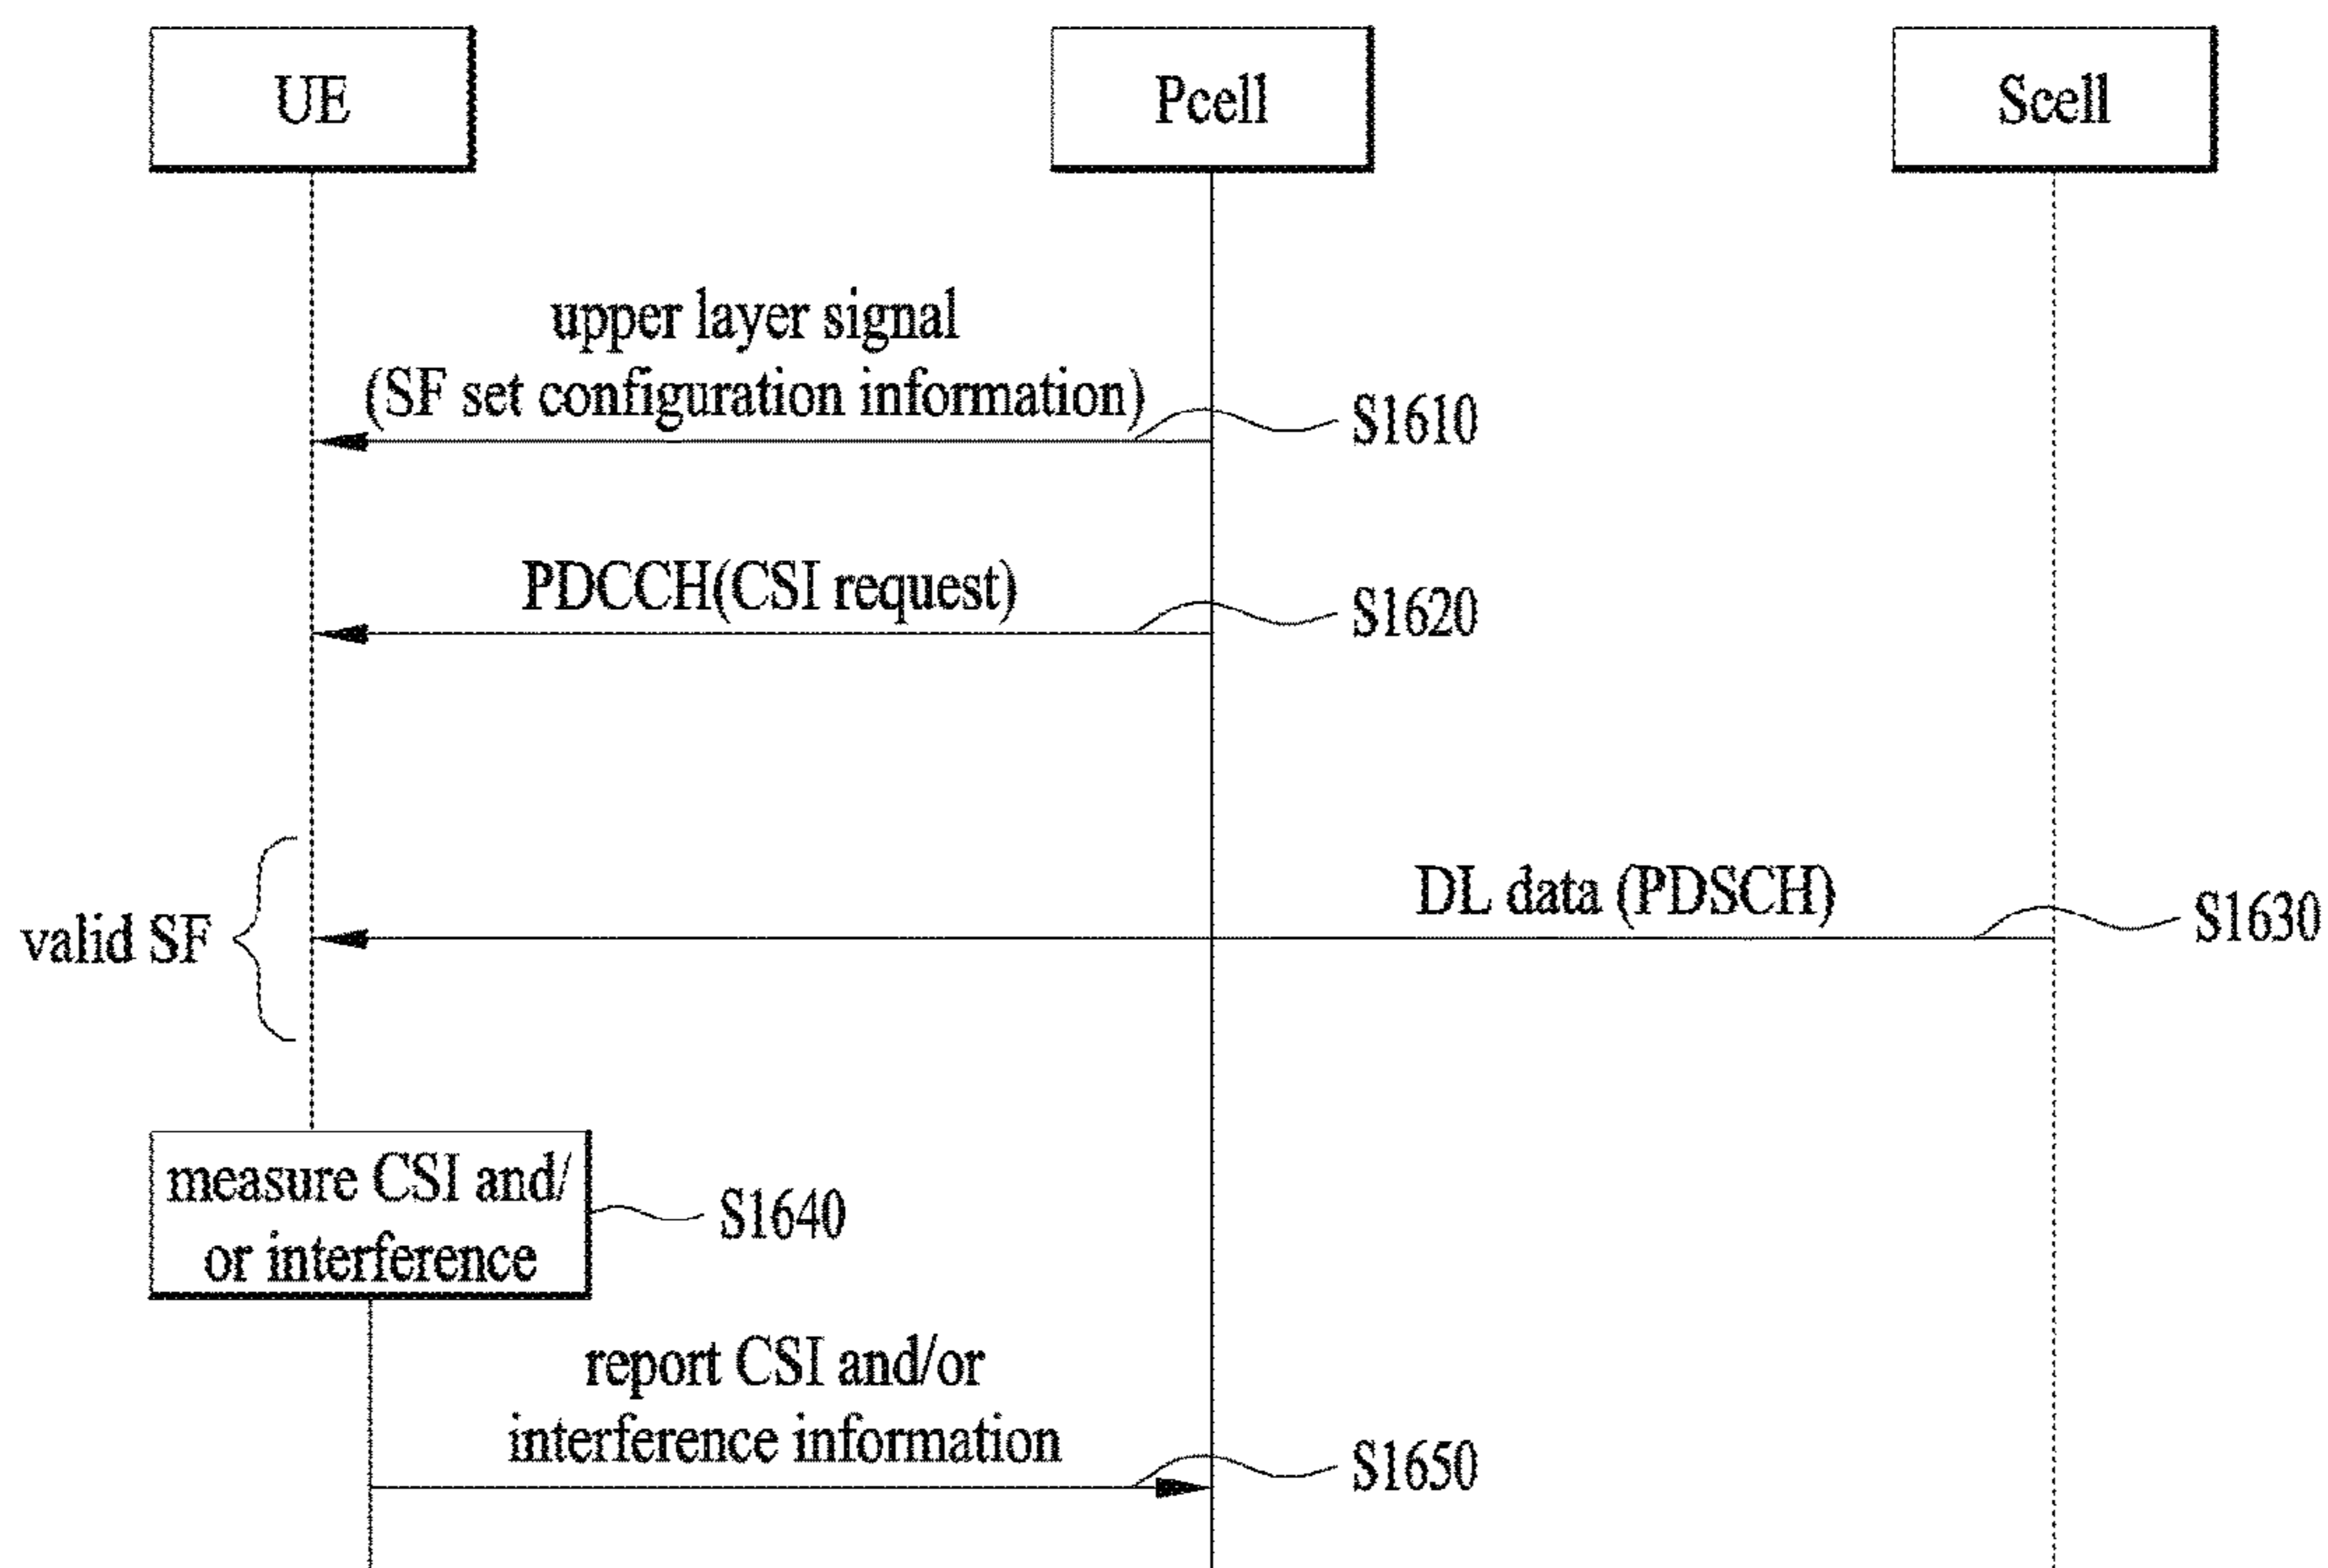 UE
Pcell
Scell
upper layer signal
(SF set configuration information)
S1610
PDCCH(CSI request)
S1620
DL data (PDSCH)
S1630
valid SF
measure CSI and/
or interference
S1640
report CSI and/or
interference information
S1650